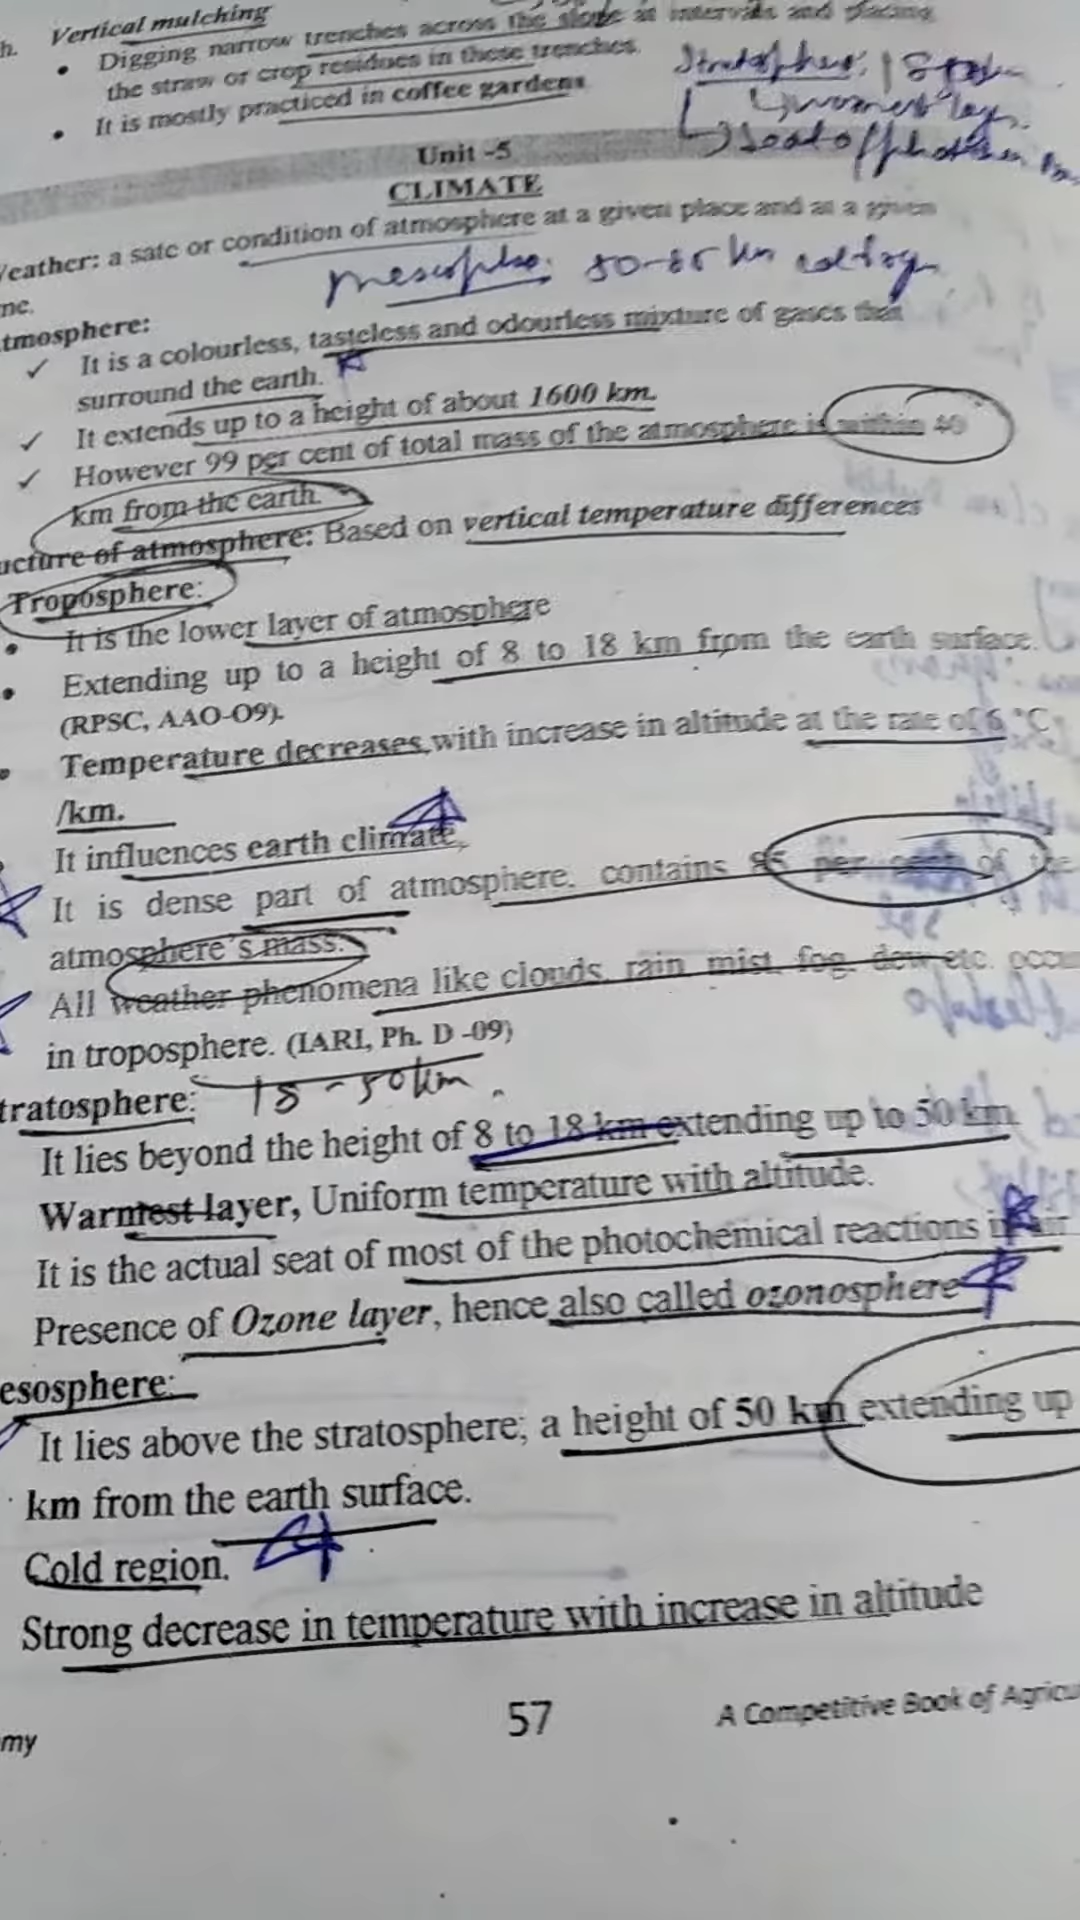 h. Vertical mulching
• Digging narrow trenches across the slope at intervals and placing
the straw or crop residues in these trenches.
• It is mostly practiced in coffee gardens
Stratosphere,
warmest layer
Seat of
Unit -5
CLIMATE
eather: a sate or condition of atmosphere at a given place and at a given
me.
50-85 km
tmosphere:
✓ It is a colourless, tasteless and odourless mixture of gases that
surround the earth.
✓ It extends up to a height of about 1600 km.
✓ However 99 per cent of total mass of the atmosphere is within 40
km from the earth.
ucture of atmosphere: Based on vertical temperature differences
Troposphere:
• It is the lower layer of atmosphere
• Extending up to a height of 8 to 18 km from the earth surface.
(RPSC, AAO-09).
• Temperature decreases with increase in altitude at the rate of 6 °C
/km.
It influences earth climate,
It is dense part of atmosphere, contains per cent of the
atmosphere's mass.
All weather phenomena like clouds, rain, mist, fog, dew etc. occur
in troposphere. (IARI, Ph. D -09)
tratosphere: 18 - 50 km.
It lies beyond the height of 8 to 18 km extending up to 50 km
Warmest layer, Uniform temperature with altitude.
It is the actual seat of most of the photochemical reactions in air
Presence of Ozone layer, hence also called ozonosphere
esosphere:
It lies above the stratosphere; a height of 50 km extending up
km from the earth surface.
Cold region.
Strong decrease in temperature with increase in altitude
57
A Competitive Book of Agricu
my